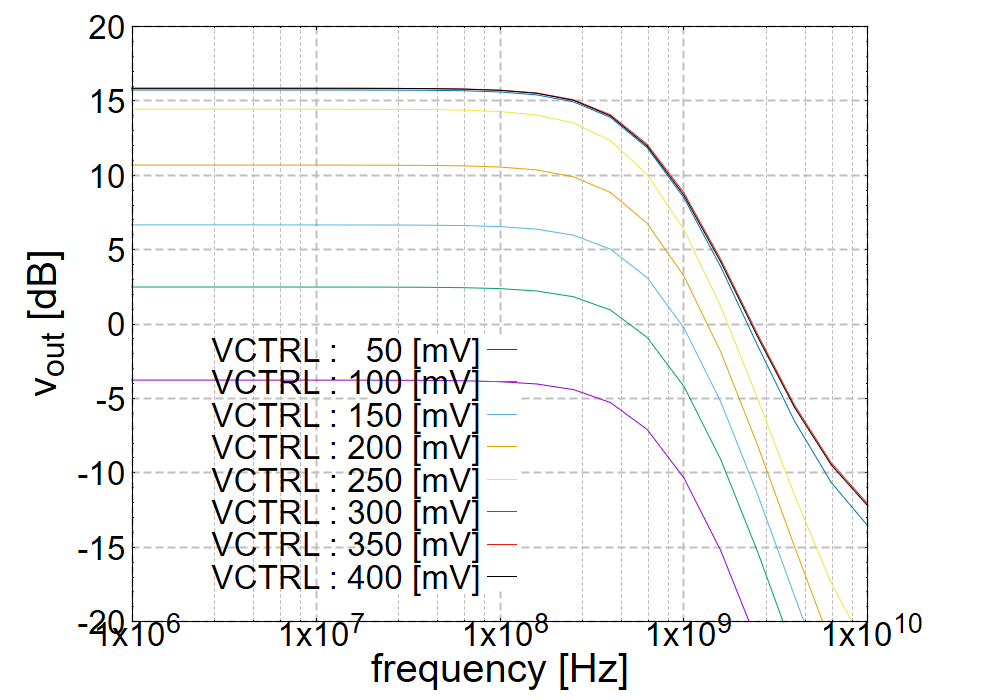 20
15
10
5
0
-5
-10
-15
-20
v_out [dB]
VCTRL : 50 [mV]
VCTRL : 100 [mV]
VCTRL : 150 [mV]
VCTRL : 200 [mV]
VCTRL : 250 [mV]
VCTRL : 300 [mV]
VCTRL : 350 [mV]
VCTRL : 400 [mV]
1x10^6 1x10^7 1x10^8 1x10^9 1x10^10
frequency [Hz]